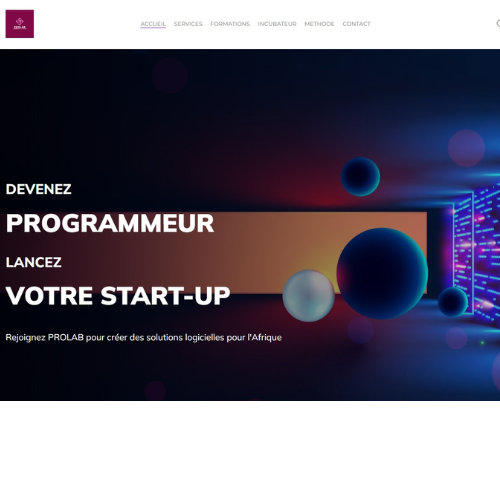 ACCUEIL SERVICES FORMATIONS INCUBATEUR METHODE CONTACT
DEVENEZ
PROGRAMMEUR
LANCEZ
VOTRE START-UP
Rejoignez PROLAB pour créer des solutions logicielles pour l'Afrique